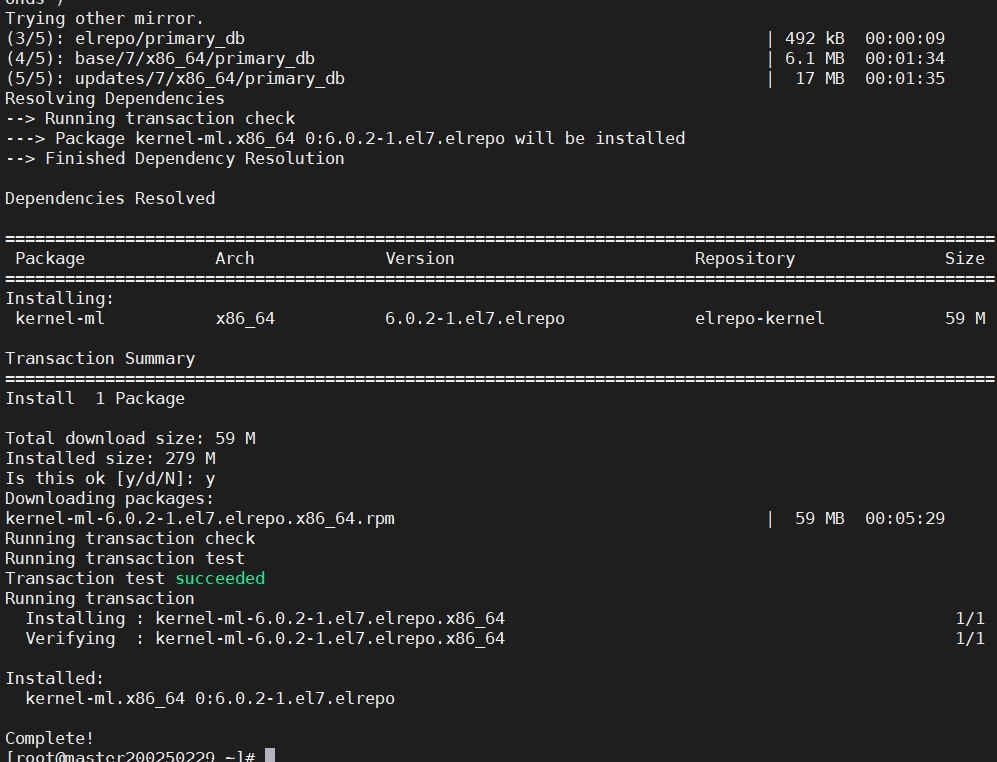 Trying other mirror.
(3/5): elrepo/primary_db | 492 kB 00:00:09
(4/5): base/7/x86_64/primary_db | 6.1 MB 00:01:34
(5/5): updates/7/x86_64/primary_db | 17 MB 00:01:35
Resolving Dependencies
--> Running transaction check
---> Package kernel-ml.x86_64 0:6.0.2-1.el7.elrepo will be installed
--> Finished Dependency Resolution
Dependencies Resolved
================================================================================
Package Arch Version Repository Size
================================================================================
Installing:
kernel-ml x86_64 6.0.2-1.el7.elrepo elrepo-kernel 59 M
Transaction Summary
================================================================================
Install 1 Package
Total download size: 59 M
Installed size: 279 M
Is this ok [y/d/N]: y
Downloading packages:
kernel-ml-6.0.2-1.el7.elrepo.x86_64.rpm | 59 MB 00:05:29
Running transaction check
Running transaction test
Transaction test succeeded
Running transaction
Installing : kernel-ml-6.0.2-1.el7.elrepo.x86_64 1/1
Verifying : kernel-ml-6.0.2-1.el7.elrepo.x86_64 1/1
Installed:
kernel-ml.x86_64 0:6.0.2-1.el7.elrepo
Complete!
[root@master200250229 ~]#